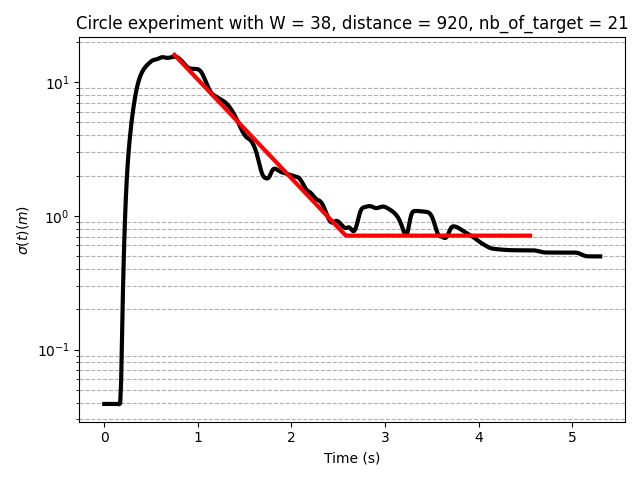 Circle experiment with W = 38, distance = 920, nb_of_target = 21
10¹
10⁰
10⁻¹
σ(t)(m)
0 1 2 3 4 5
Time (s)